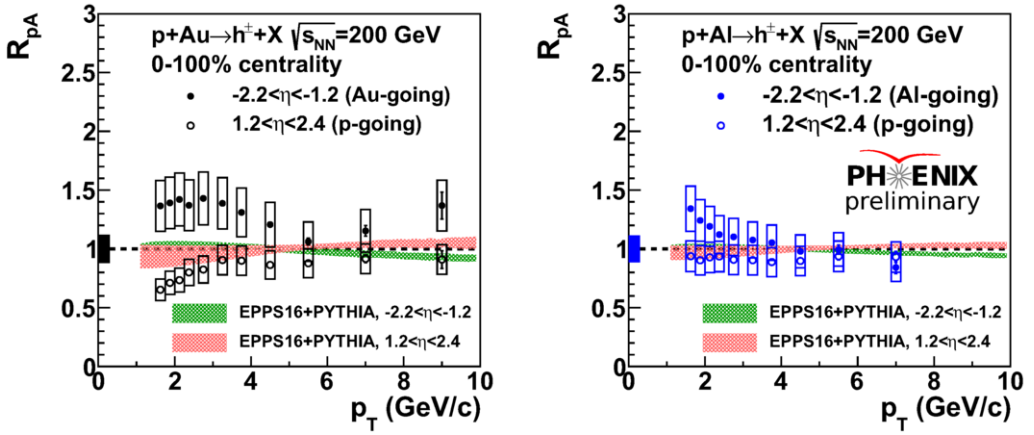 R_pA
3
2.5
2
1.5
1
0.5
0
p+Au→h±+X √s_NN=200 GeV
0-100% centrality
-2.2<η<-1.2 (Au-going)
1.2<η<2.4 (p-going)
EPPS16+PYTHIA, -2.2<η<-1.2
EPPS16+PYTHIA, 1.2<η<2.4
0 2 4 6 8 10
p_T (GeV/c)
R_pA
3
2.5
2
1.5
1
0.5
0
p+Al→h±+X √s_NN=200 GeV
0-100% centrality
-2.2<η<-1.2 (Al-going)
1.2<η<2.4 (p-going)
PHENIX
preliminary
EPPS16+PYTHIA, -2.2<η<-1.2
EPPS16+PYTHIA, 1.2<η<2.4
0 2 4 6 8 10
p_T (GeV/c)